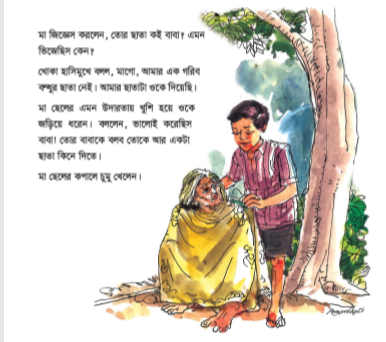 মা জিজ্ঞেস করলেন, তোর ছাতা কই বাবা? এমন
ভিজেছিস কেন?
খোকা হাসিমুখে বলল, মাগো, আমার এক গরিব
বন্ধুর ছাতা নেই। আমার ছাতাটা ওকে দিয়েছি।
মা ছেলের এমন উদারতায় খুশি হয়ে ওকে
জড়িয়ে ধরেন। বললেন, ভালোই করেছিস
বাবা! তোর বাবাকে বলব তোকে আর একটা
ছাতা কিনে দিতে।
মা ছেলের কপালে চুমু খেলেন।